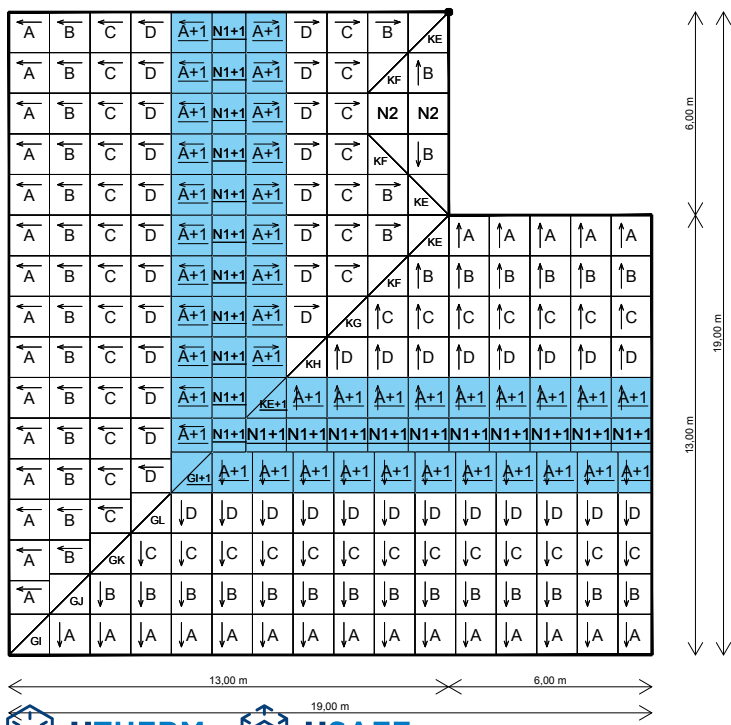 A B C D A+1 N1+1 A+1 D C B KE
A B C D A+1 N1+1 A+1 D C KF B
A B C D A+1 N1+1 A+1 D C N2 N2
A B C D A+1 N1+1 A+1 D C KF B
A B C D A+1 N1+1 A+1 D C B KE
A B C D A+1 N1+1 A+1 D C B KE A A A A A
A B C D A+1 N1+1 A+1 D C KF B B B B B B
A B C D A+1 N1+1 A+1 D KG C C C C C C C
A B C D A+1 N1+1 A+1 KH D D D D D D D D
A B C D A+1 N1+1 KE+1 A+1 A+1 A+1 A+1 A+1 A+1 A+1 A+1 A+1
A B C D A+1 N1+1 N1+1 N1+1 N1+1 N1+1 N1+1 N1+1 N1+1 N1+1 N1+1 N1+1
A B C D GI+1 A+1 A+1 A+1 A+1 A+1 A+1 A+1 A+1 A+1 A+1 A+1
A B C GL D D D D D D D D D D D D
A B GK C C C C C C C C C C C C C
A GJ B B B B B B B B B B B B B B
GI A A A A A A A A A A A A A A A
6,00 m
13,00 m
19,00 m
13,00 m
6,00 m
19,00 m